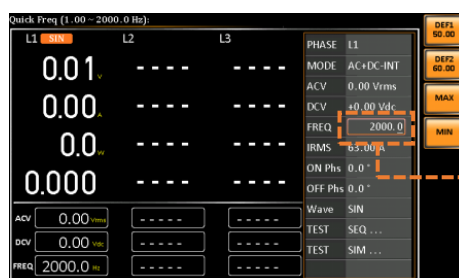 Quick Freq (1.00 ~ 2000.0 Hz):
L1 SIN L2 L3
0.01 V - - - - - - - -
0.00 A - - - - - - - -
0.0 W - - - - - - - -
0.000 - - - - - - - -
ACV 0.00 Vrms - - - - - - - - - -
DCV 0.00 Vdc - - - - - - - - - -
FREQ 2000.0 Hz - - - - - - - - - -
PHASE L1
MODE AC+DC-INT
ACV 0.00 Vrms
DCV +0.00 Vdc
FREQ 2000.0
IRMS 63.00 A
ON Phs 0.0 °
OFF Phs 0.0 °
Wave SIN
TEST SEQ ...
TEST SIM ...
DEF1
50.00
DEF2
60.00
MAX
MIN